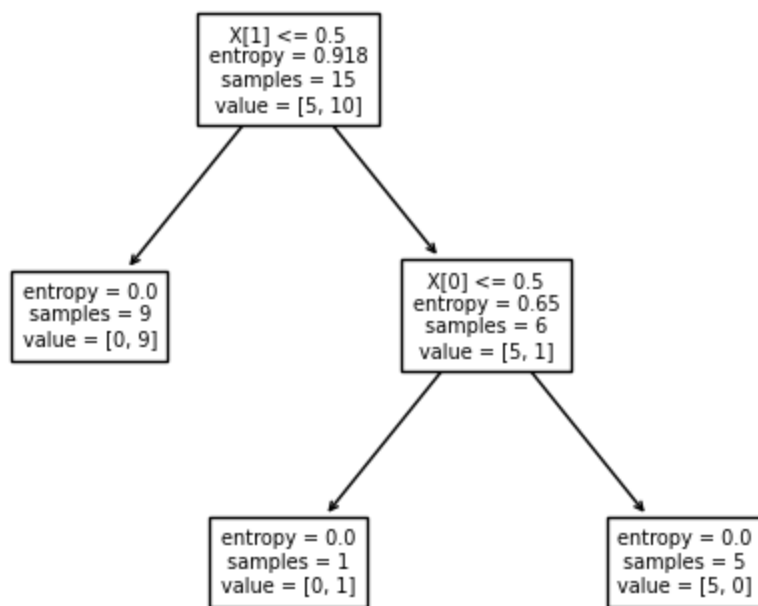 X[1] <= 0.5
entropy = 0.918
samples = 15
value = [5, 10]
entropy = 0.0
samples = 9
value = [0, 9]
X[0] <= 0.5
entropy = 0.65
samples = 6
value = [5, 1]
entropy = 0.0
samples = 1
value = [0, 1]
entropy = 0.0
samples = 5
value = [5, 0]